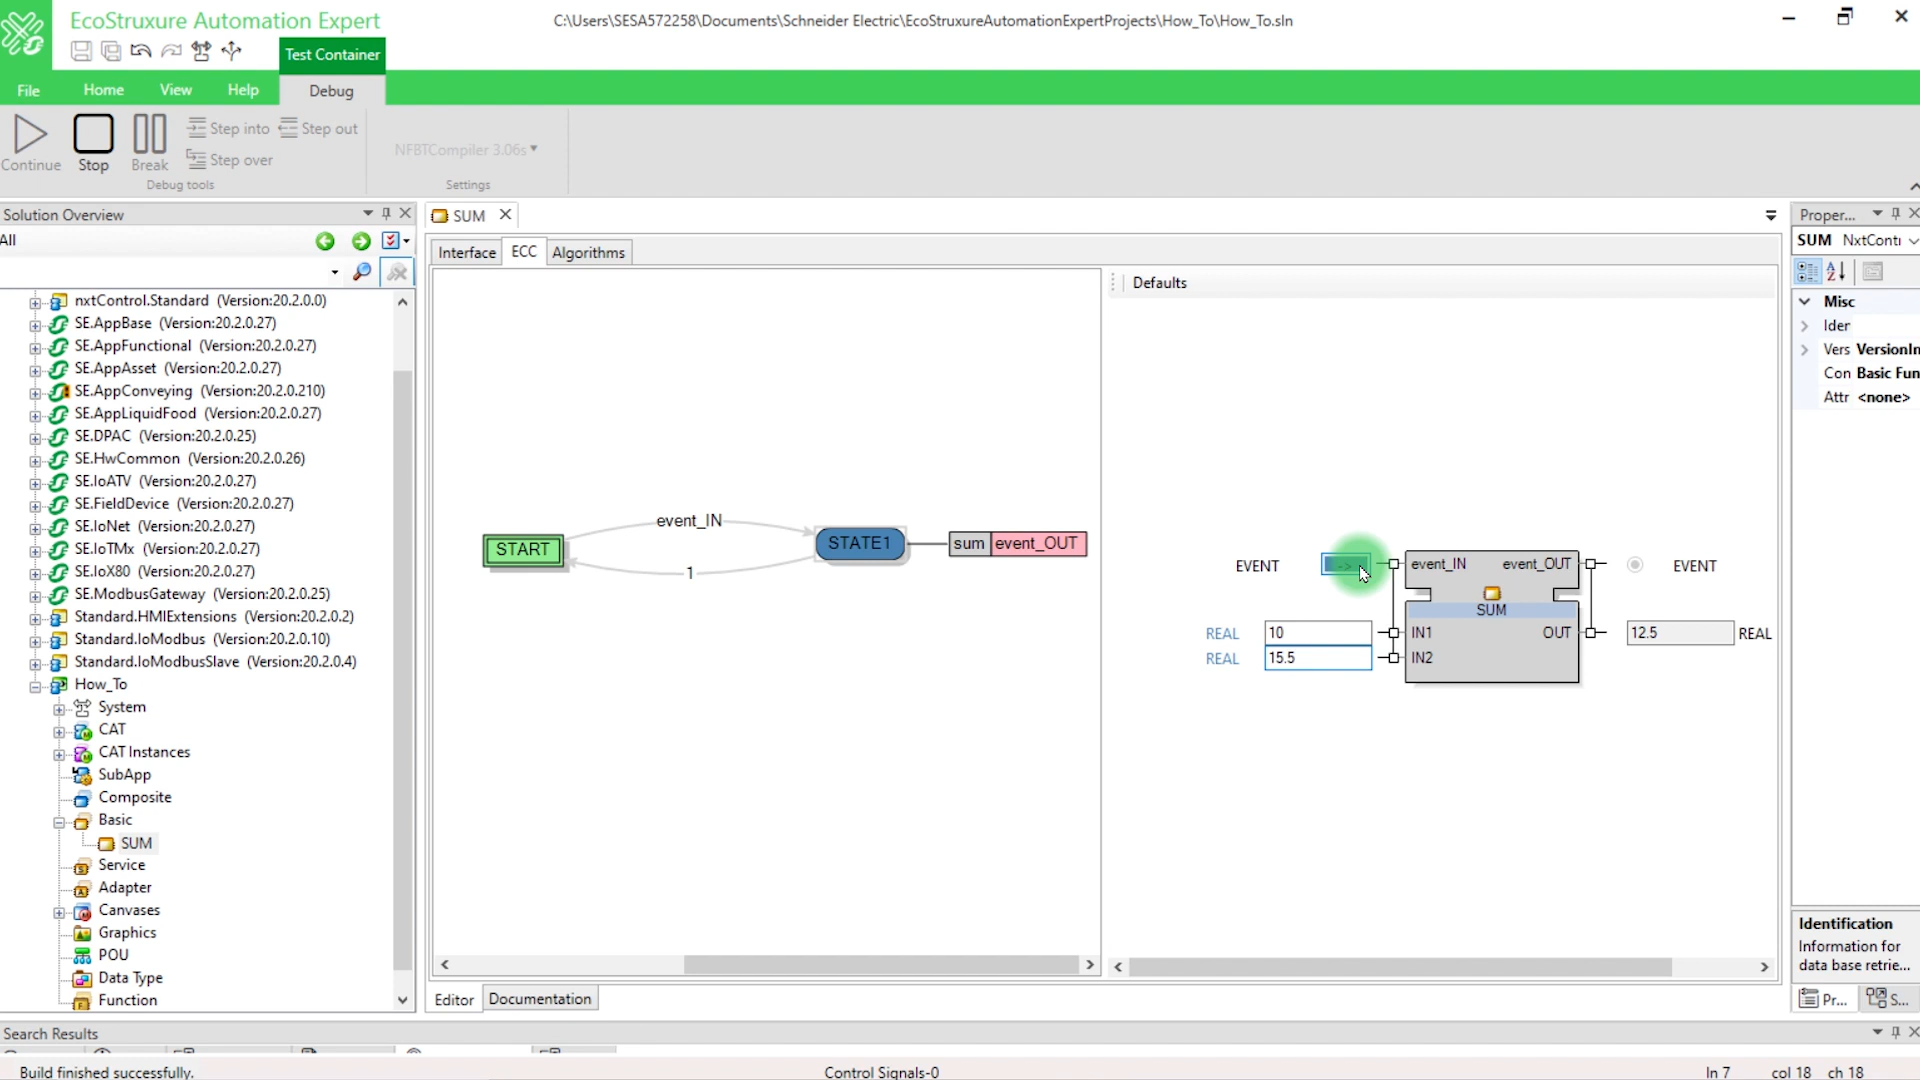 EcoStruxure Automation Expert
C:\Users\SESA572258\Documents\Schneider Electric\EcoStruxureAutomationExpertProjects\How_To\How_To.sln
Test Container
File Home View Help Debug
Continue Stop Break Step into Step out Step over
Debug tools
NFBTCompiler 3.06s
Settings
Solution Overview
All
nxtControl.Standard (Version:20.2.0.0)
SE.AppBase (Version:20.2.0.27)
SE.AppFunctional (Version:20.2.0.27)
SE.AppAsset (Version:20.2.0.27)
SE.AppConveying (Version:20.2.0.210)
SE.AppLiquidFood (Version:20.2.0.27)
SE.DPAC (Version:20.2.0.25)
SE.HwCommon (Version:20.2.0.26)
SE.IoATV (Version:20.2.0.27)
SE.FieldDevice (Version:20.2.0.27)
SE.IoNet (Version:20.2.0.27)
SE.IoTMx (Version:20.2.0.27)
SE.IoX80 (Version:20.2.0.27)
SE.ModbusGateway (Version:20.2.0.25)
Standard.HMIExtensions (Version:20.2.0.2)
Standard.IoModbus (Version:20.2.0.10)
Standard.IoModbusSlave (Version:20.2.0.4)
How_To
System
CAT
CAT Instances
SubApp
Composite
Basic
SUM
Service
Adapter
Canvases
Graphics
POU
Data Type
Function
SUM
Interface ECC Algorithms
event_IN
START
STATE1
sum event_OUT
1
Editor Documentation
Defaults
EVENT -> event_IN event_OUT EVENT
SUM
REAL 10 IN1 OUT 12.5 REAL
REAL 15.5 IN2
Proper...
SUM NxtContr
Misc
Ider
Vers VersionIn
Con Basic Fun
Attr <none>
Identification
Information for
data base retrie...
Pr... S...
Search Results
Build finished successfully. Control Signals-0 ln 7 col 18 ch 18